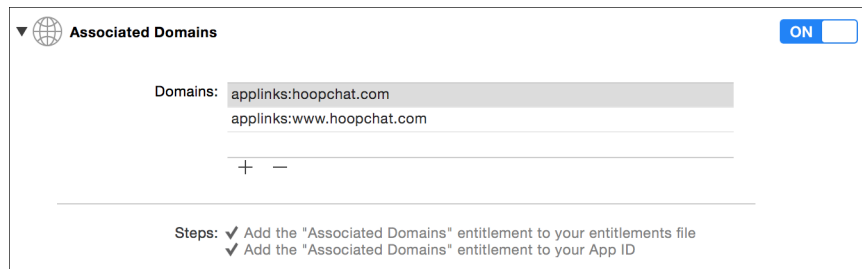 Associated Domains
ON
Domains:
applinks:hoopchat.com
applinks:www.hoopchat.com
+ −
Steps: ✔ Add the "Associated Domains" entitlement to your entitlements file
✔ Add the "Associated Domains" entitlement to your App ID